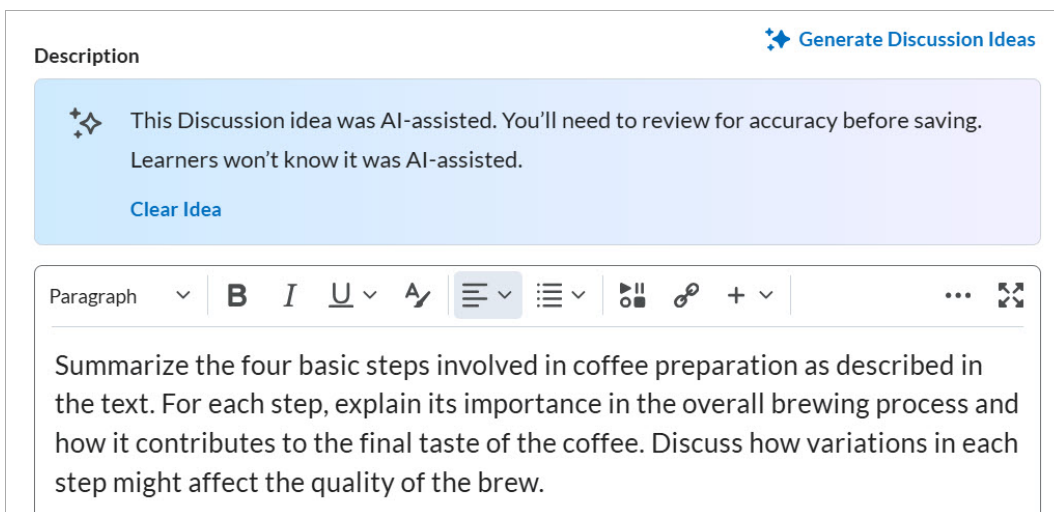 Generate Discussion Ideas
Description
This Discussion idea was AI-assisted. You'll need to review for accuracy before saving.
Learners won't know it was AI-assisted.
Clear Idea
Paragraph B I U
Summarize the four basic steps involved in coffee preparation as described in
the text. For each step, explain its importance in the overall brewing process and
how it contributes to the final taste of the coffee. Discuss how variations in each
step might affect the quality of the brew.